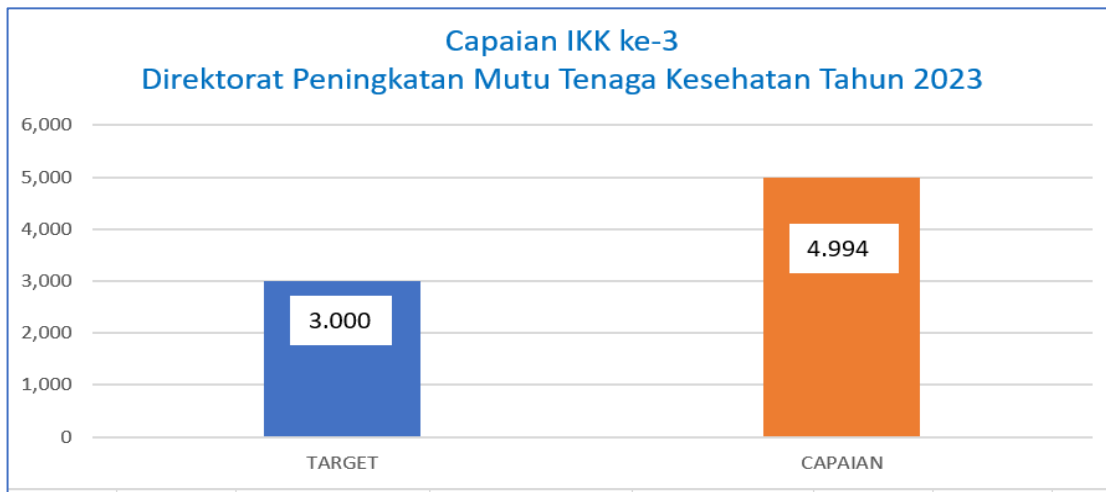 Capaian IKK ke-3
Direktorat Peningkatan Mutu Tenaga Kesehatan Tahun 2023
6,000
5,000
4,000
3,000
2,000
1,000
0
3.000
4.994
TARGET
CAPAIAN